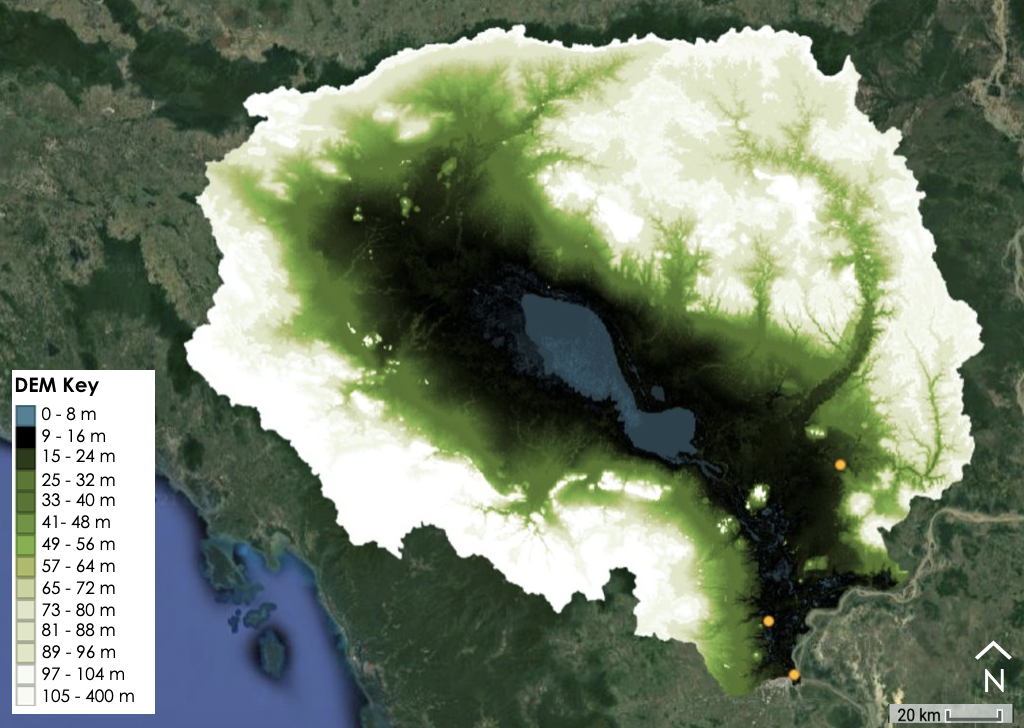 DEM Key
0 - 8 m
9 - 16 m
15 - 24 m
25 - 32 m
33 - 40 m
41- 48 m
49 - 56 m
57 - 64 m
65 - 72 m
73 - 80 m
81 - 88 m
89 - 96 m
97 - 104 m
105 - 400 m
N
20 km